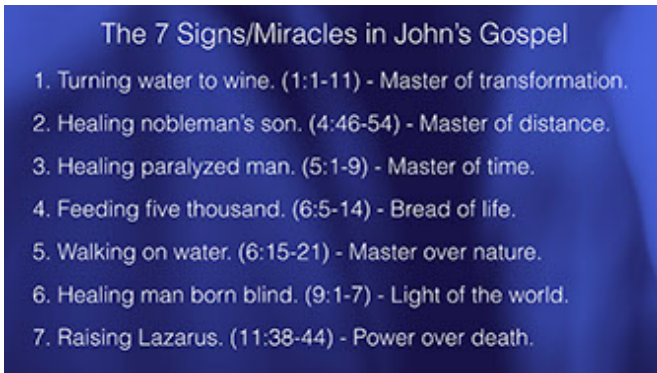 The 7 Signs/Miracles in John's Gospel
1. Turning water to wine. (1:1-11) - Master of transformation.
2. Healing nobleman's son. (4:46-54) - Master of distance.
3. Healing paralyzed man. (5:1-9) - Master of time.
4. Feeding five thousand. (6:5-14) - Bread of life.
5. Walking on water. (6:15-21) - Master over nature.
6. Healing man born blind. (9:1-7) - Light of the world.
7. Raising Lazarus. (11:38-44) - Power over death.